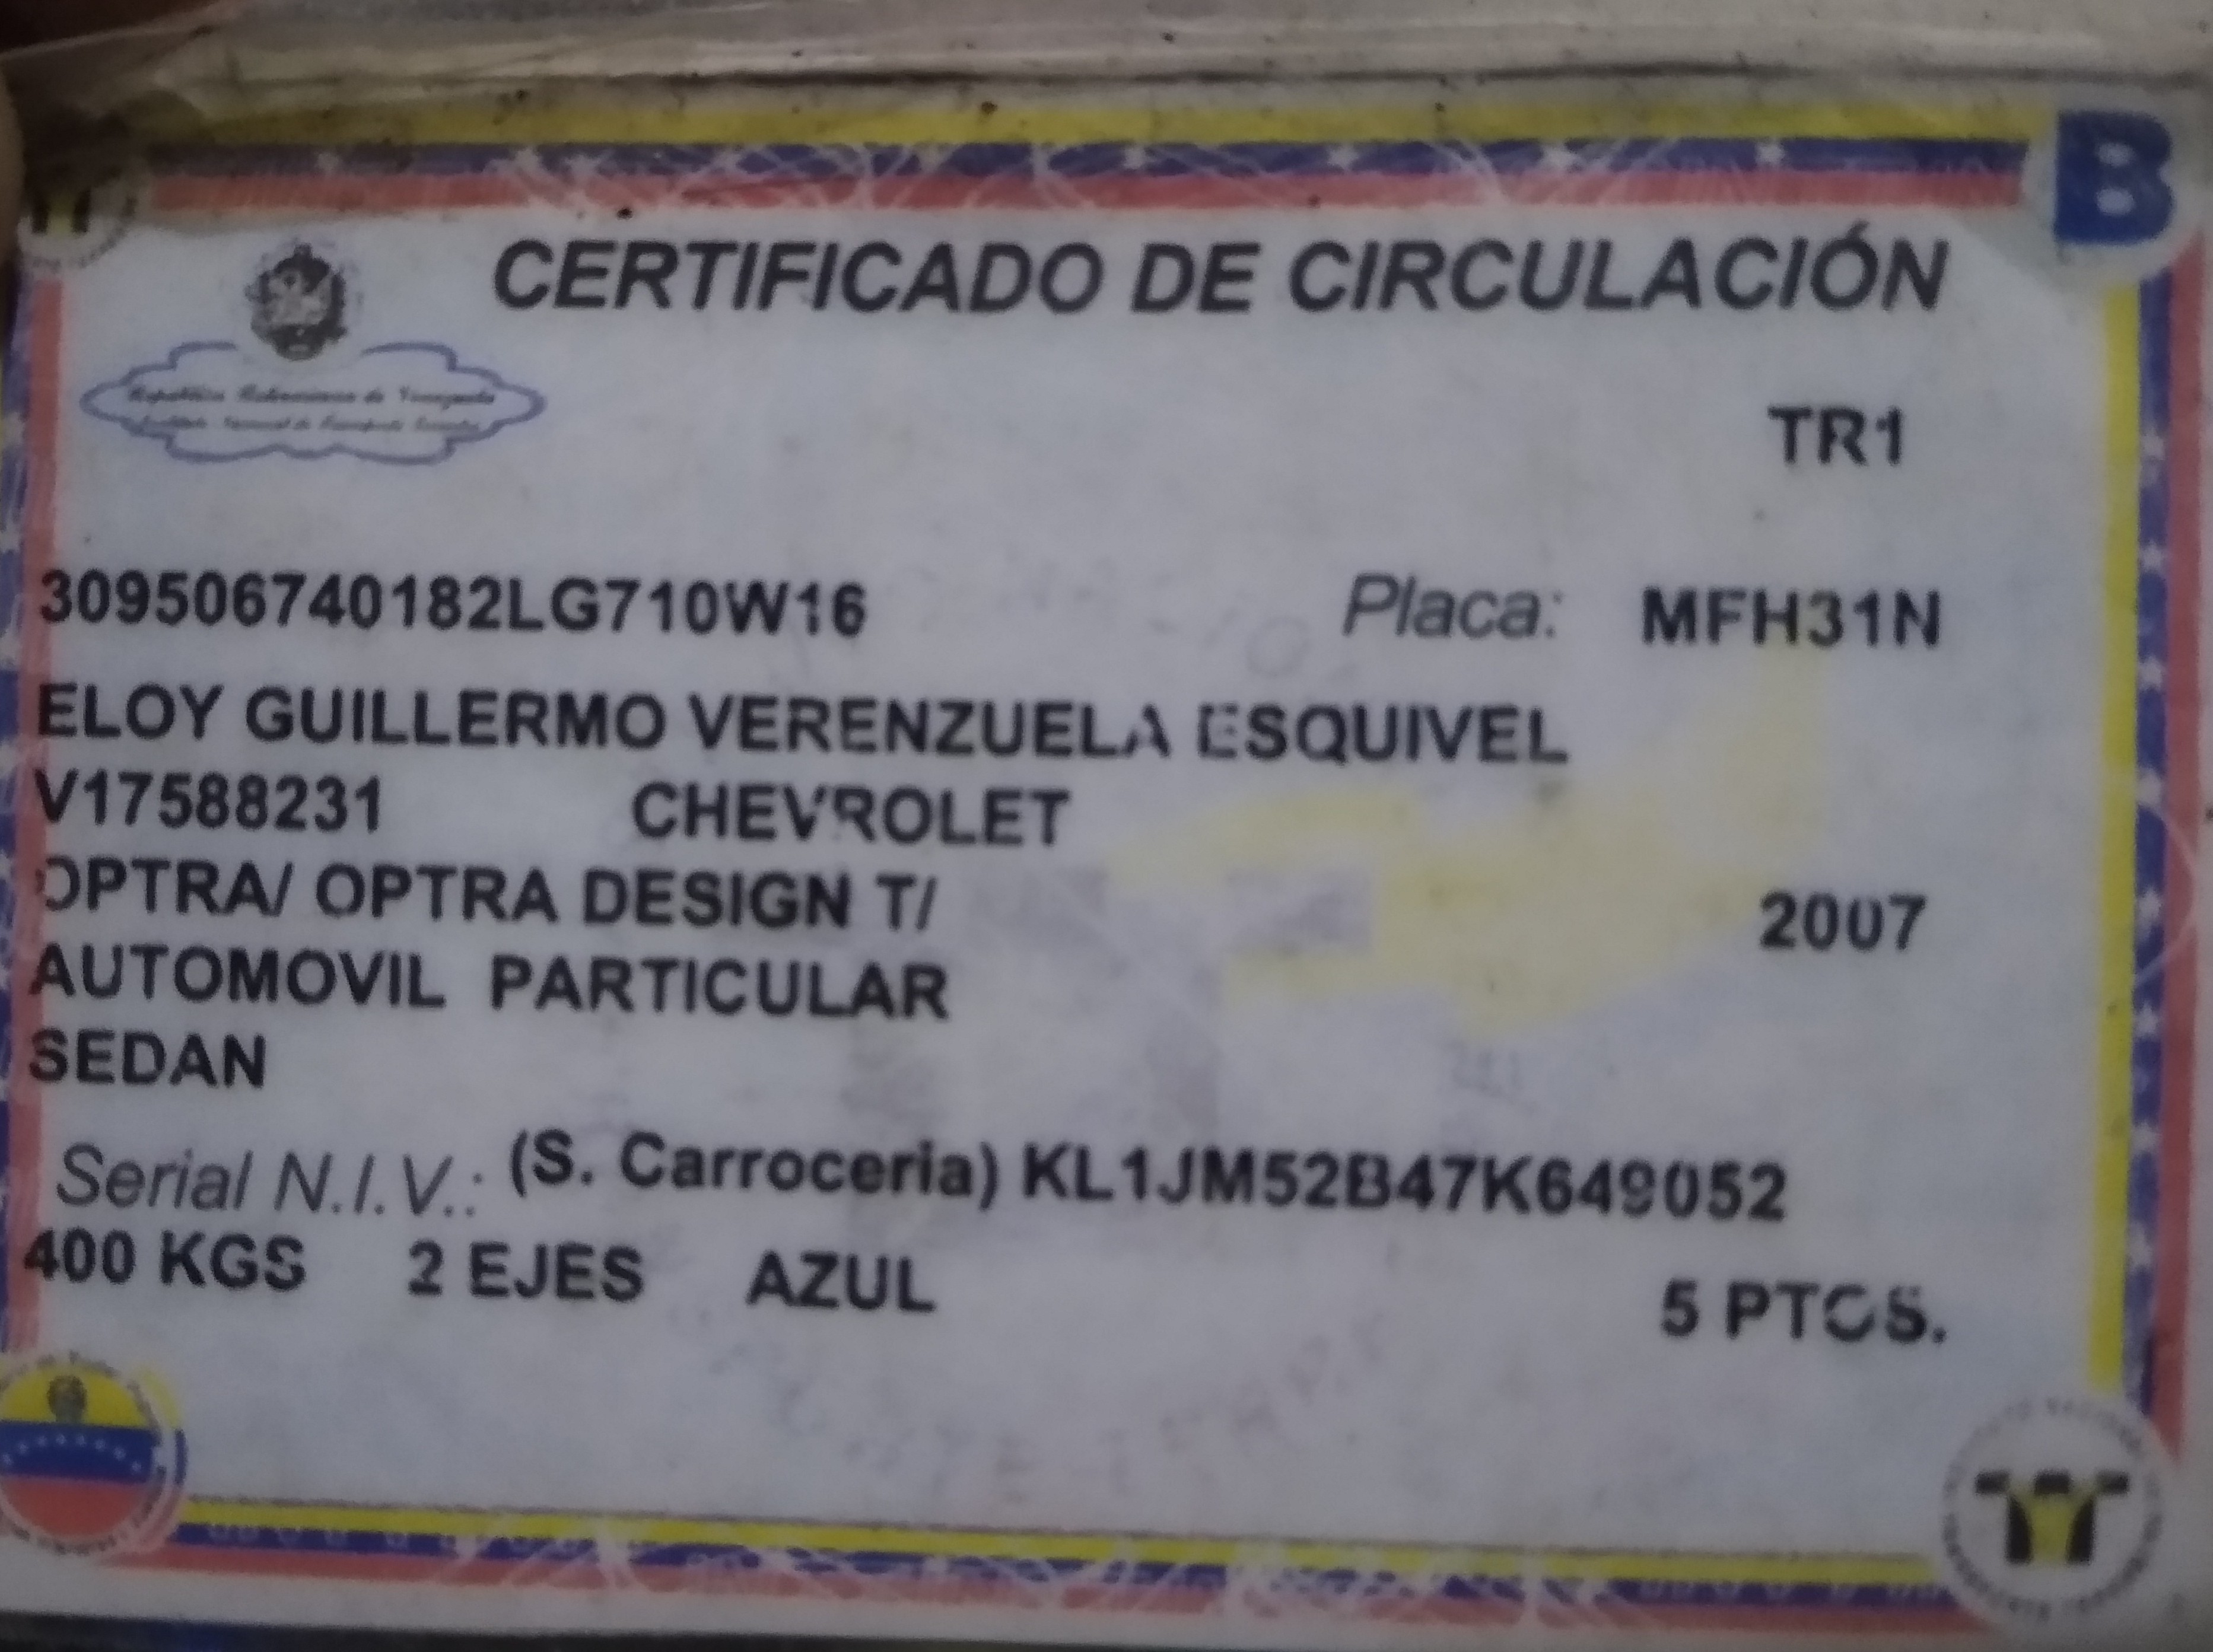 B
CERTIFICADO DE CIRCULACIÓN
República Bolivariana de Venezuela
Instituto Nacional de Transporte Terrestre
TR1
309506740182LG710W16 Placa: MFH31N
ELOY GUILLERMO VERENZUELA ESQUIVEL
V17588231 CHEVROLET
OPTRA/ OPTRA DESIGN T/ 2007
AUTOMOVIL PARTICULAR
SEDAN
Serial N.I.V.: (S. Carroceria) KL1JM52B47K649052
400 KGS 2 EJES AZUL 5 PTOS.